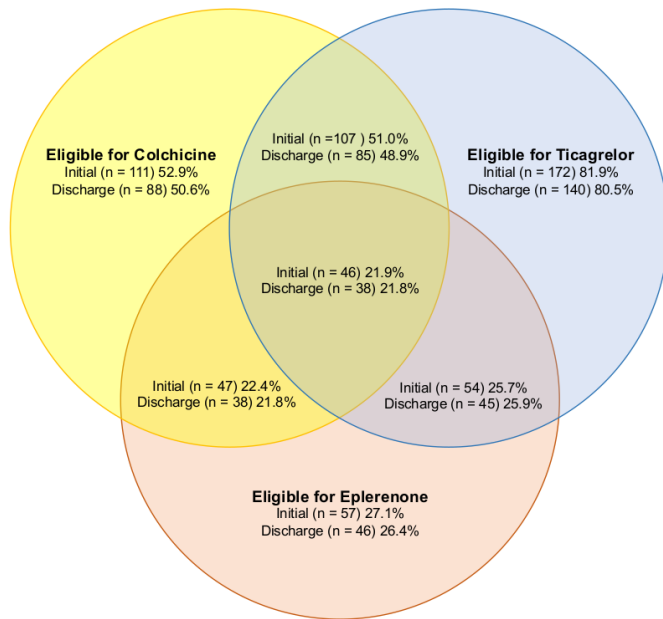 Initial (n =107 ) 51.0%
Discharge (n = 85) 48.9%
Eligible for Colchicine
Initial (n = 111) 52.9%
Discharge (n = 88) 50.6%
Eligible for Ticagrelor
Initial (n = 172) 81.9%
Discharge (n = 140) 80.5%
Initial (n = 46) 21.9%
Discharge (n = 38) 21.8%
Initial (n = 47) 22.4%
Discharge (n = 38) 21.8%
Initial (n = 54) 25.7%
Discharge (n = 45) 25.9%
Eligible for Eplerenone
Initial (n = 57) 27.1%
Discharge (n = 46) 26.4%